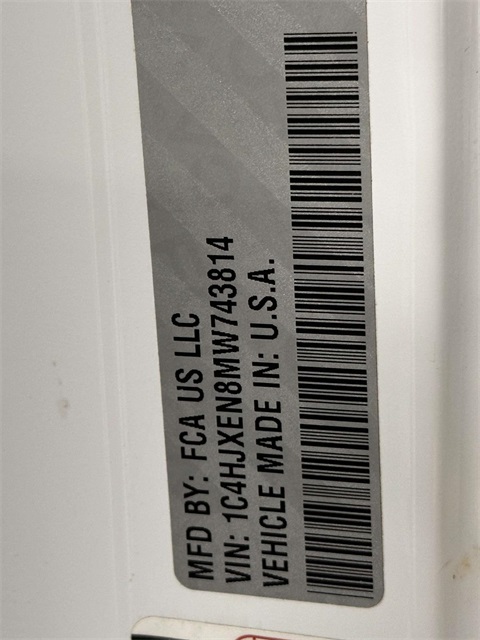 MFD BY: FCA US LLC
VIN: 1C4HJXEN8MW743814
VEHICLE MADE IN: U.S.A.